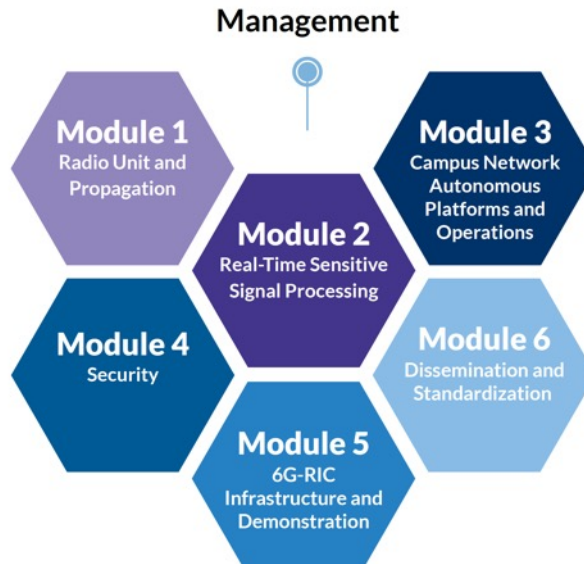 Management
Module 1
Radio Unit and
Propagation
Module 2
Real-Time Sensitive
Signal Processing
Module 3
Campus Network
Autonomous
Platforms and
Operations
Module 4
Security
Module 5
6G-RIC
Infrastructure and
Demonstration
Module 6
Dissemination and
Standardization